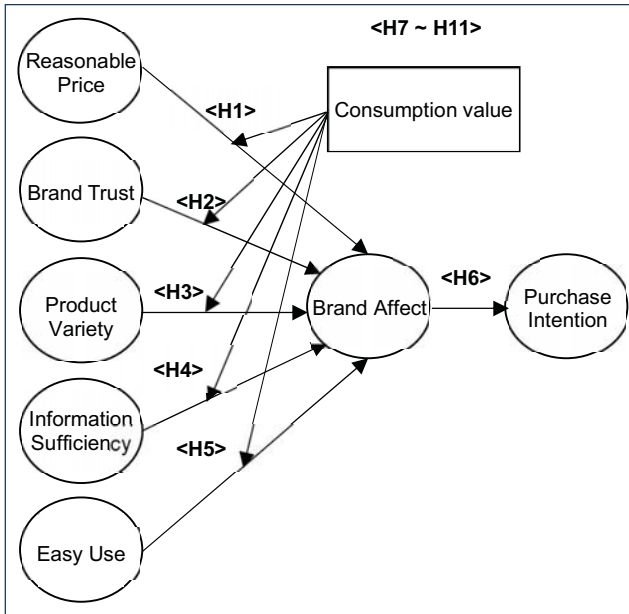 <H7 ~ H11>
Reasonable
Price
<H1>
Consumption value
Brand Trust
<H2>
Product
Variety
<H3>
Brand Affect
<H6>
Purchase
Intention
<H4>
Information
Sufficiency
<H5>
Easy Use